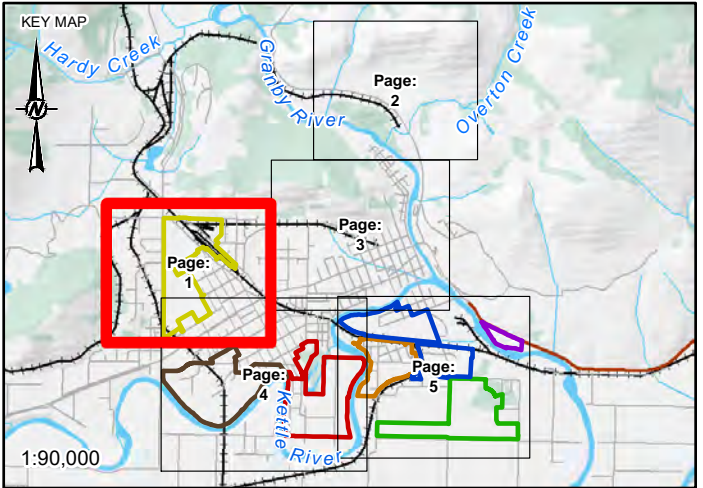 KEY MAP
Hardy Creek
N
Granby River
Overton Creek
Page:
2
Page:
3
Page:
1
Page:
4
Page:
5
Kettle River
1:90,000